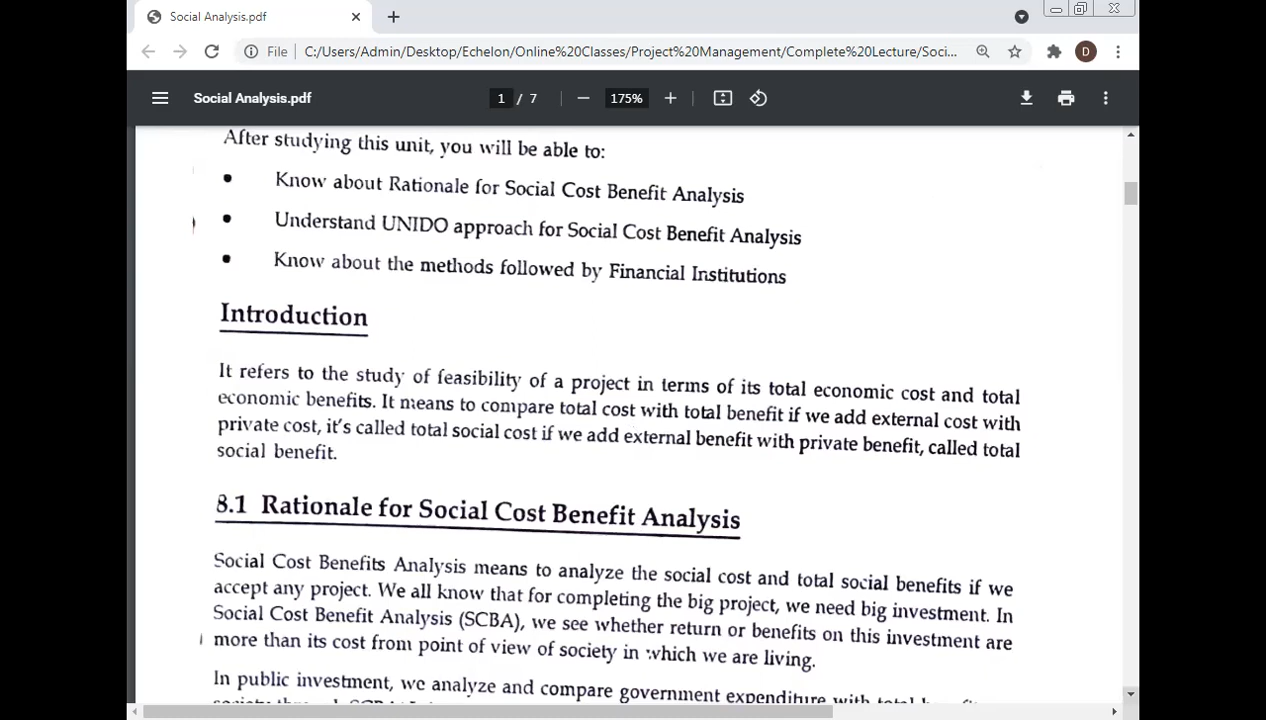 Social Analysis.pdf
File C:/Users/Admin/Desktop/Echelon/Online%20Classes/Project%20Management/Complete%20Lecture/Soci... D
Social Analysis.pdf 1 / 7 175%
After studying this unit, you will be able to:
• Know about Rationale for Social Cost Benefit Analysis
• Understand UNIDO approach for Social Cost Benefit Analysis
• Know about the methods followed by Financial Institutions
Introduction
It refers to the study of feasibility of a project in terms of its total economic cost and total
economic benefits. It means to compare total cost with total benefit if we add external cost with
private cost, it's called total social cost if we add external benefit with private benefit, called total
social benefit.
8.1 Rationale for Social Cost Benefit Analysis
Social Cost Benefits Analysis means to analyze the social cost and total social benefits if we
accept any project. We all know that for completing the big project, we need big investment. In
Social Cost Benefit Analysis (SCBA), we see whether return or benefits on this investment are
more than its cost from point of view of society in which we are living.
In public investment, we analyze and compare government expenditure with total